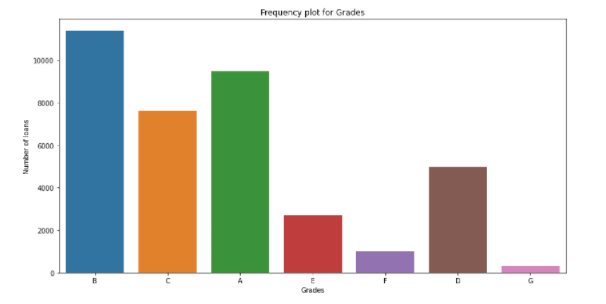 Frequency plot for Grades
Number of loans
10000
8000
6000
4000
2000
0
B C A E F D G
Grades